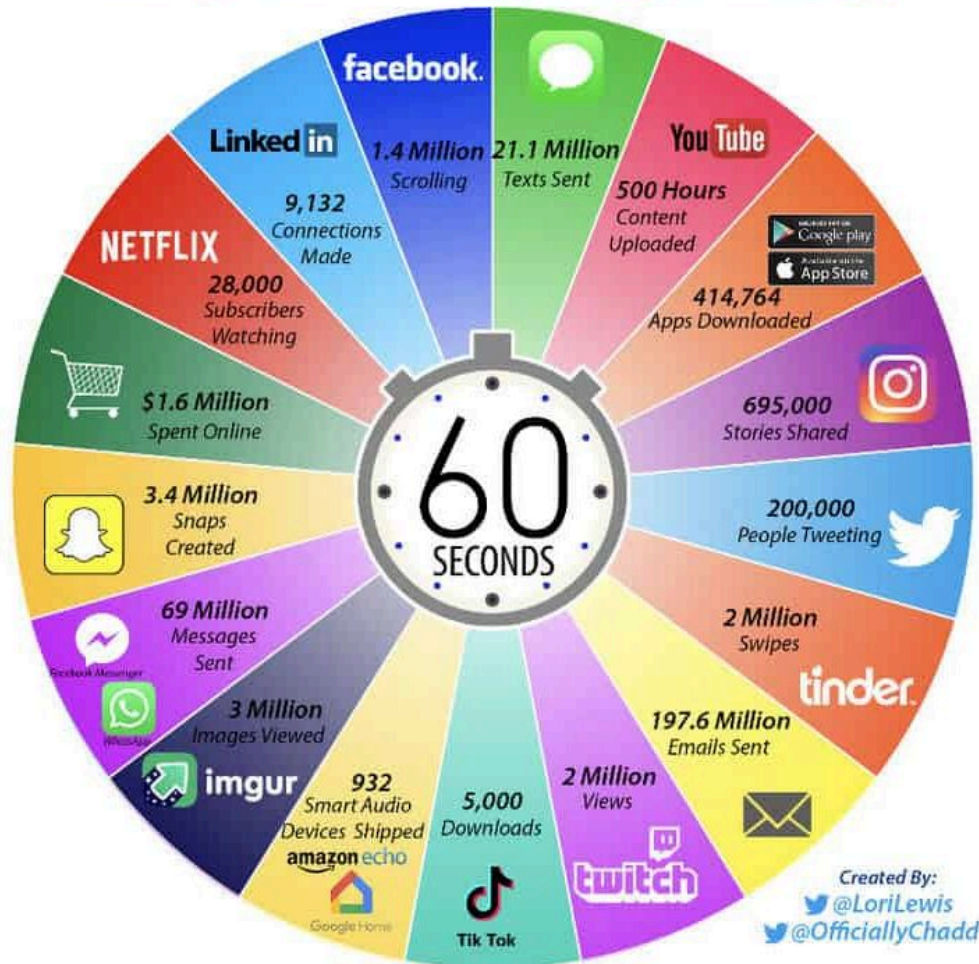 facebook.
1.4 Million
Scrolling
21.1 Million
Texts Sent
You Tube
500 Hours
Content
Uploaded
Google play
App Store
414,764
Apps Downloaded
695,000
Stories Shared
200,000
People Tweeting
2 Million
Swipes
tinder.
197.6 Million
Emails Sent
2 Million
Views
twitch
5,000
Downloads
Tik Tok
932
Smart Audio
Devices Shipped
amazon echo
Google Home
3 Million
Images Viewed
imgur
69 Million
Messages
Sent
Facebook Messenger
WhatsApp
3.4 Million
Snaps
Created
$1.6 Million
Spent Online
NETFLIX
28,000
Subscribers
Watching
Linked in
9,132
Connections
Made
60
SECONDS
Created By:
@LoriLewis
@OfficiallyChadd